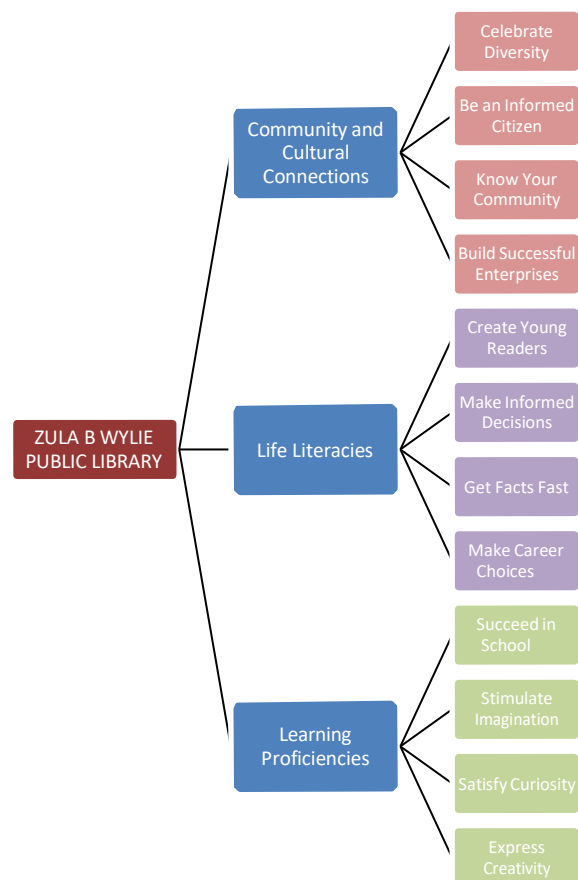 ZULA B WYLIE
PUBLIC LIBRARY
Community and
Cultural
Connections
Celebrate
Diversity
Be an Informed
Citizen
Know Your
Community
Build Successful
Enterprises
Life Literacies
Create Young
Readers
Make Informed
Decisions
Get Facts Fast
Make Career
Choices
Learning
Proficiencies
Succeed in
School
Stimulate
Imagination
Satisfy Curiosity
Express
Creativity